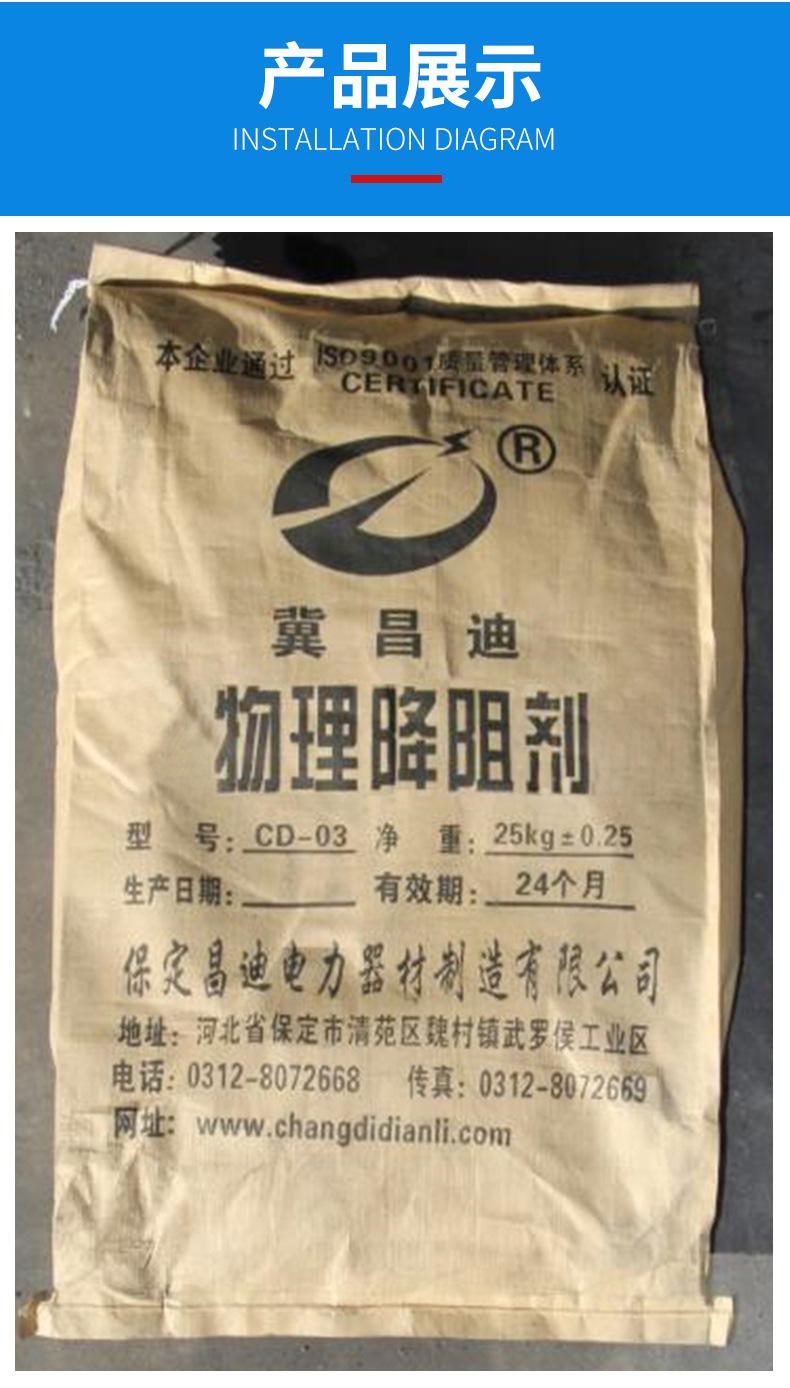 产品展示
INSTALLATION DIAGRAM
本企业通过 ISO9001质量管理体系 认证
CERTIFICATE
®
冀昌迪
物理降阻剂
型 号: CD-03 净 重: 25kg±0.25
生产日期: 有效期: 24个月
保定昌迪电力器材制造有限公司
地址: 河北省保定市清苑区魏村镇武罗侯工业区
电话: 0312-8072668 传真: 0312-8072669
网址: www.changdidianli.com